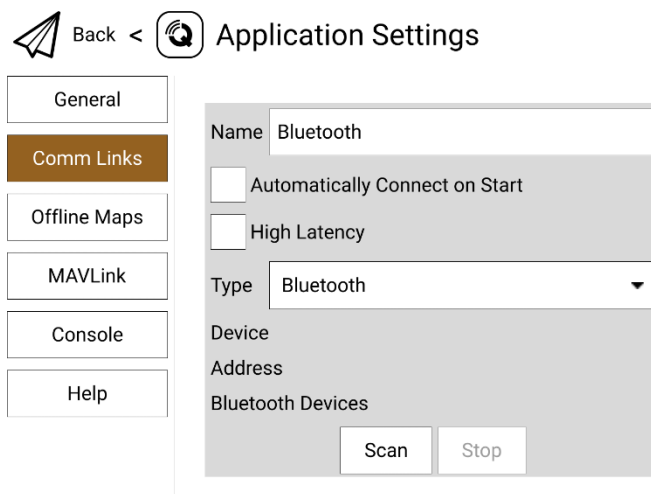 Back < Application Settings
General
Comm Links
Offline Maps
MAVLink
Console
Help
Name Bluetooth
Automatically Connect on Start
High Latency
Type Bluetooth
Device
Address
Bluetooth Devices
Scan Stop